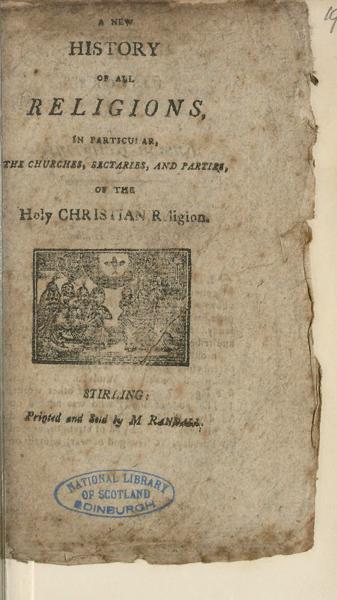 A NEW
HISTORY
OF ALL
RELIGIONS,
IN PARTICULAR,
THE CHURCHES, SECTARIES, AND PARTIES,
OF THE
Holy CHRISTIAN R ligion.
STIRLING:
Printed and Sold by M RANDALL.
NATIONAL LIBRARY
OF SCOTLAND
EDINBURGH